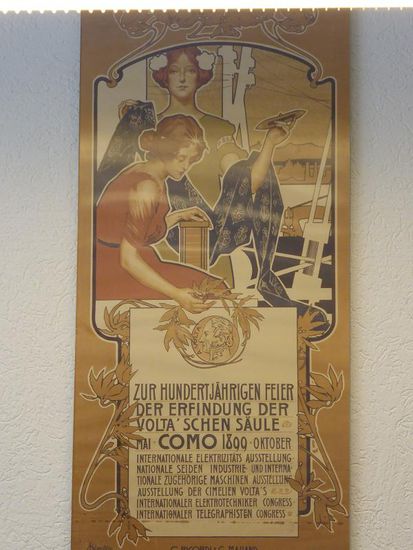 ZUR HUNDERTJÄHRIGEN FEIER
DER ERFINDUNG DER
VOLTA'SCHEN SÄULE
MAI · COMO 1899 · OKTOBER
INTERNATIONALE ELEKTRIZITÄTS AUSSTELLUNG
NATIONALE SEIDEN INDUSTRIE- UND INTERNA-
TIONALE ZUGEHÖRIGE MASCHINEN AUSSTELLUNG
AUSSTELLUNG DER CIMELIEN VOLTA'S
INTERNATIONALER ELEKTROTECHNIKER CONGRESS
INTERNATIONALER TELEGRAPHISTEN CONGRESS